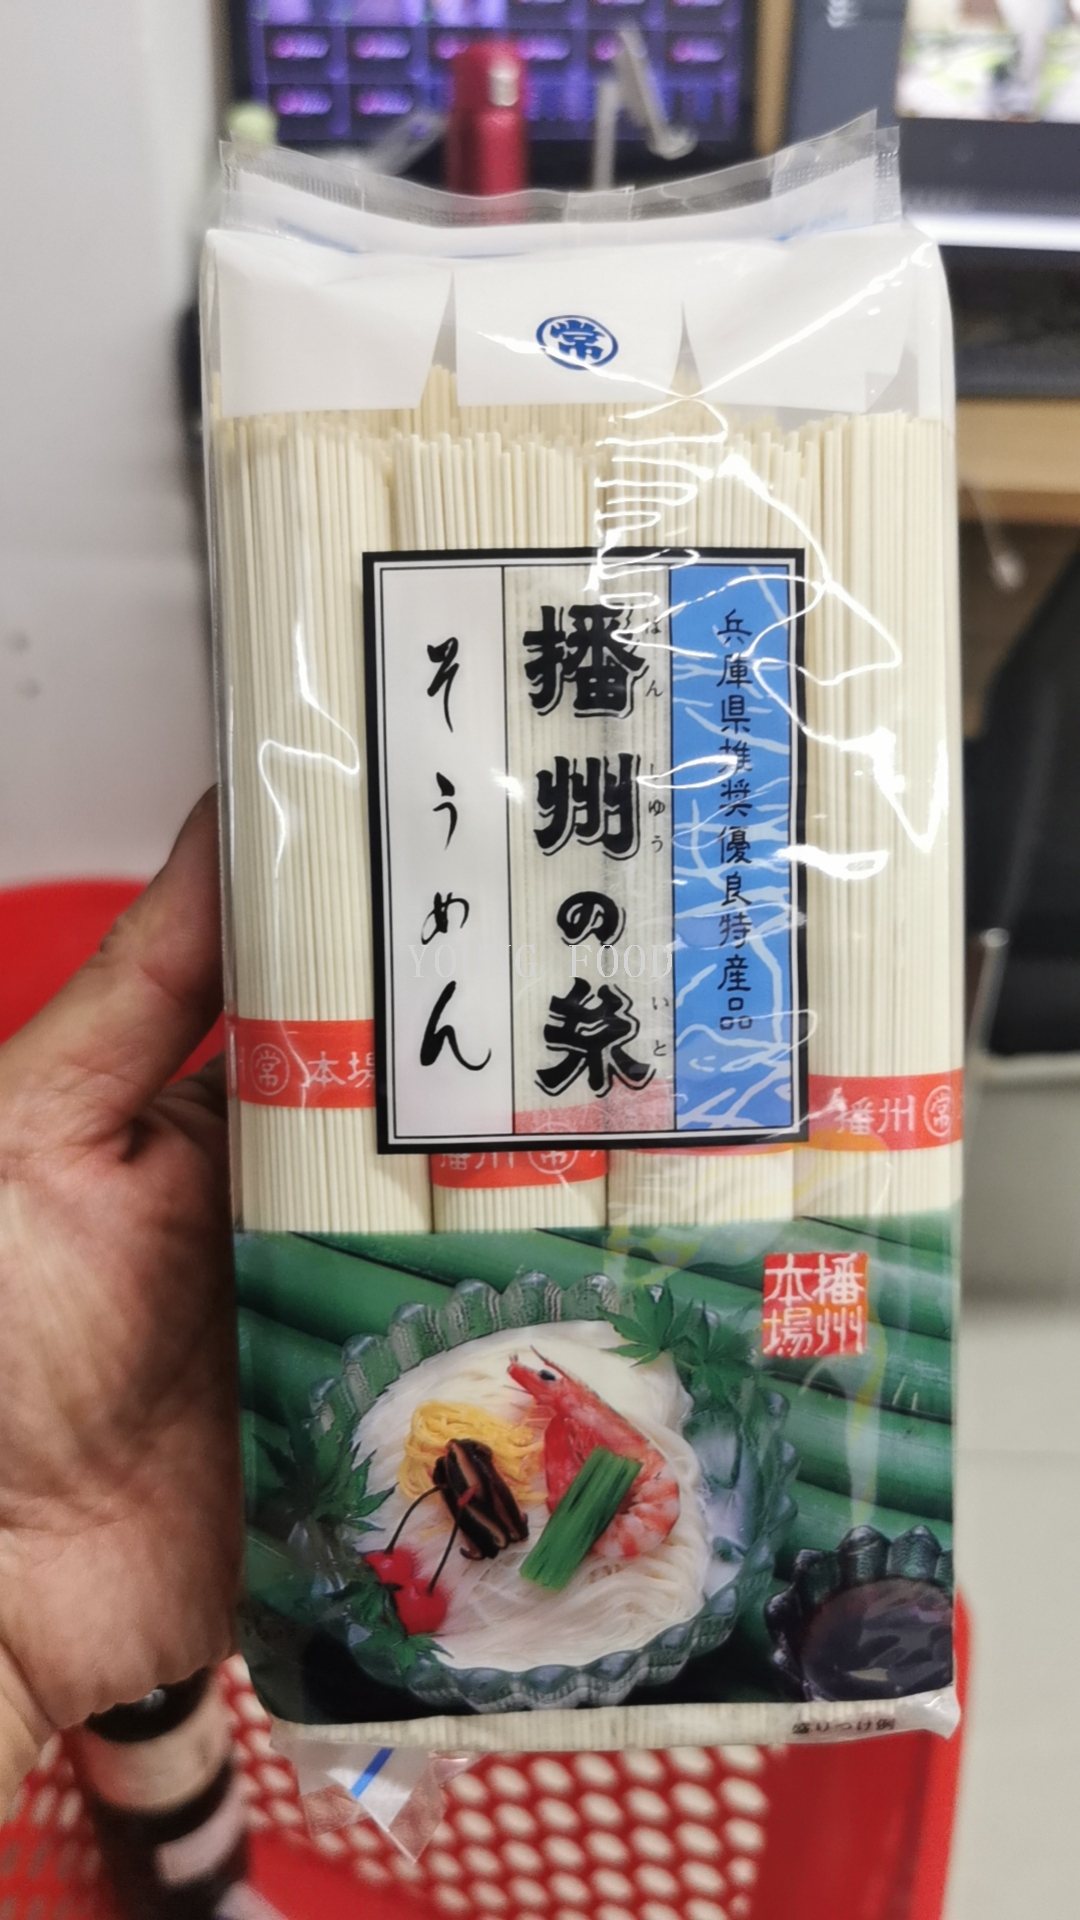 常
兵庫県推奨優良特産品
播州の糸
ばん
しゅう
いと
そうめん
常 本場
播州 常
播州 常
播州
本場
YOUNG FOOD
盛りつけ例